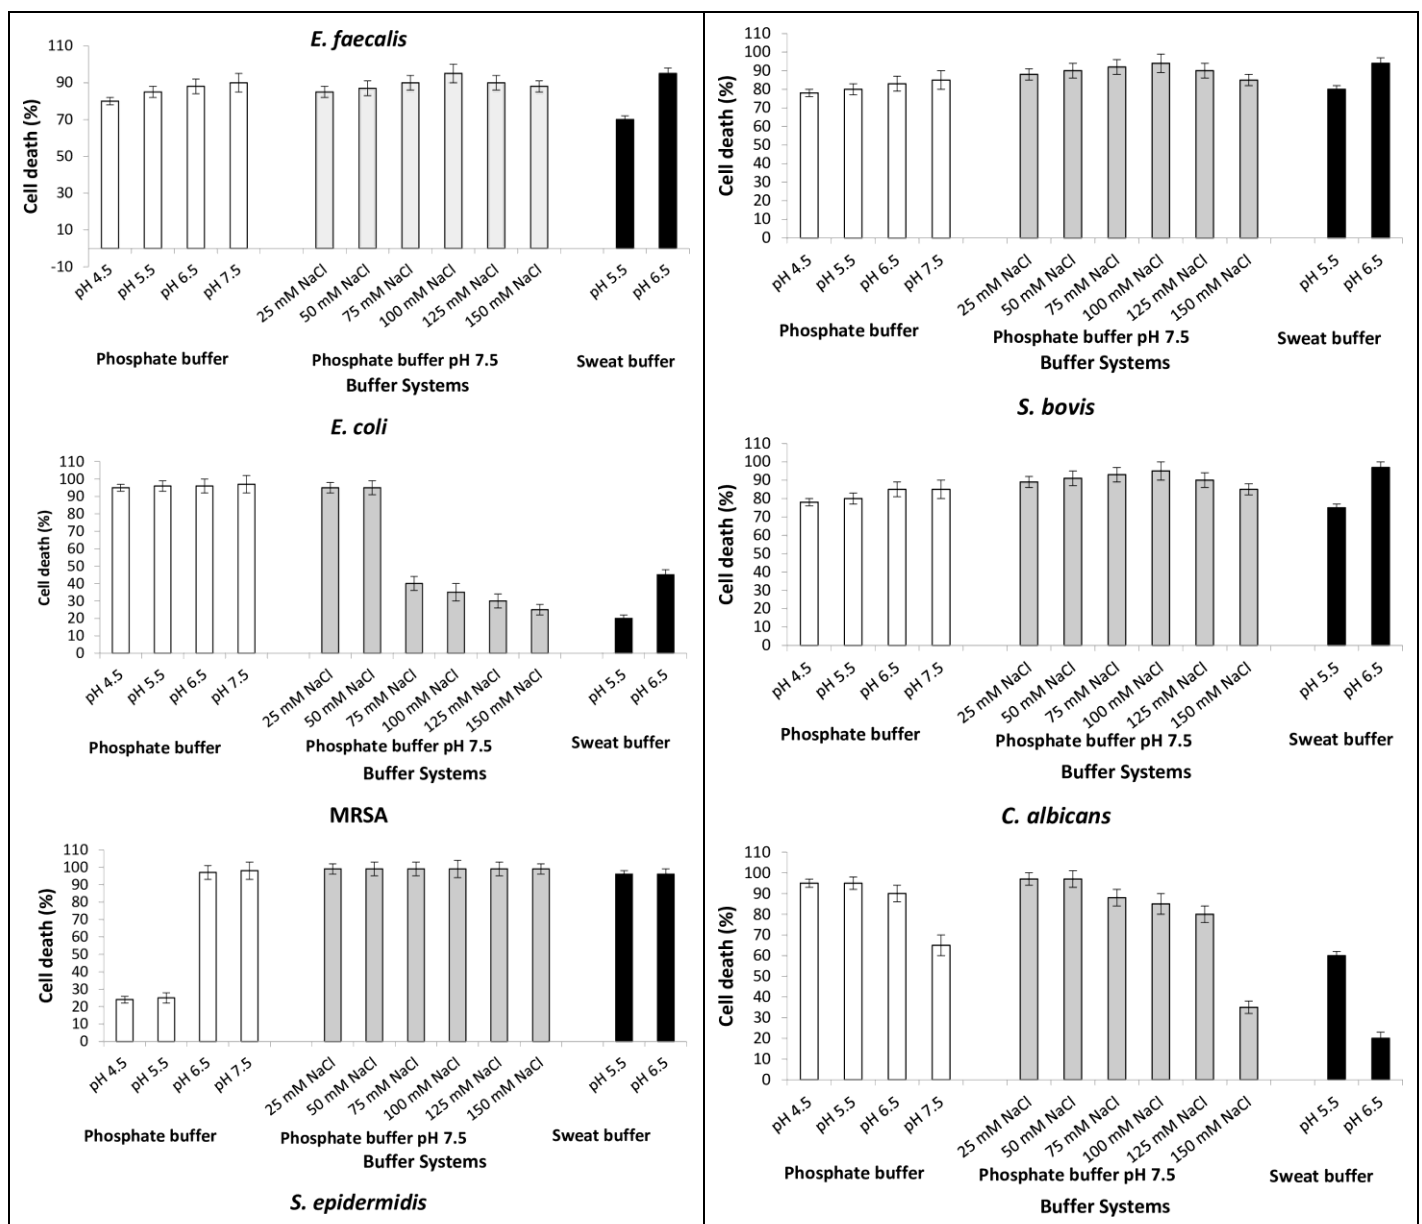 E. faecalis
110
90
70
50
30
10
-10
Cell death (%)
pH 4.5
pH 5.5
pH 6.5
pH 7.5
25 mM NaCl
50 mM NaCl
75 mM NaCl
100 mM NaCl
125 mM NaCl
150 mM NaCl
pH 5.5
pH 6.5
Phosphate buffer
Phosphate buffer pH 7.5
Sweat buffer
Buffer Systems
E. coli
110
100
90
80
70
60
50
40
30
20
10
0
Cell death (%)
pH 4.5
pH 5.5
pH 6.5
pH 7.5
25 mM NaCl
50 mM NaCl
75 mM NaCl
100 mM NaCl
125 mM NaCl
150 mM NaCl
pH 5.5
pH 6.5
Phosphate buffer
Phosphate buffer pH 7.5
Sweat buffer
Buffer Systems
MRSA
110
100
90
80
70
60
50
40
30
20
10
0
Cell death (%)
pH 4.5
pH 5.5
pH 6.5
pH 7.5
25 mM NaCl
50 mM NaCl
75 mM NaCl
100 mM NaCl
125 mM NaCl
150 mM NaCl
pH 5.5
pH 6.5
Phosphate buffer
Phosphate buffer pH 7.5
Sweat buffer
Buffer Systems
S. epidermidis
110
100
90
80
70
60
50
40
30
20
10
0
Cell death (%)
pH 4.5
pH 5.5
pH 6.5
pH 7.5
25 mM NaCl
50 mM NaCl
75 mM NaCl
100 mM NaCl
125 mM NaCl
150 mM NaCl
pH 5.5
pH 6.5
Phosphate buffer
Phosphate buffer pH 7.5
Sweat buffer
Buffer Systems
S. bovis
110
100
90
80
70
60
50
40
30
20
10
0
Cell death (%)
pH 4.5
pH 5.5
pH 6.5
pH 7.5
25 mM NaCl
50 mM NaCl
75 mM NaCl
100 mM NaCl
125 mM NaCl
150 mM NaCl
pH 5.5
pH 6.5
Phosphate buffer
Phosphate buffer pH 7.5
Sweat buffer
Buffer Systems
C. albicans
110
100
90
80
70
60
50
40
30
20
10
0
Cell death (%)
pH 4.5
pH 5.5
pH 6.5
pH 7.5
25 mM NaCl
50 mM NaCl
75 mM NaCl
100 mM NaCl
125 mM NaCl
150 mM NaCl
pH 5.5
pH 6.5
Phosphate buffer
Phosphate buffer pH 7.5
Sweat buffer
Buffer Systems